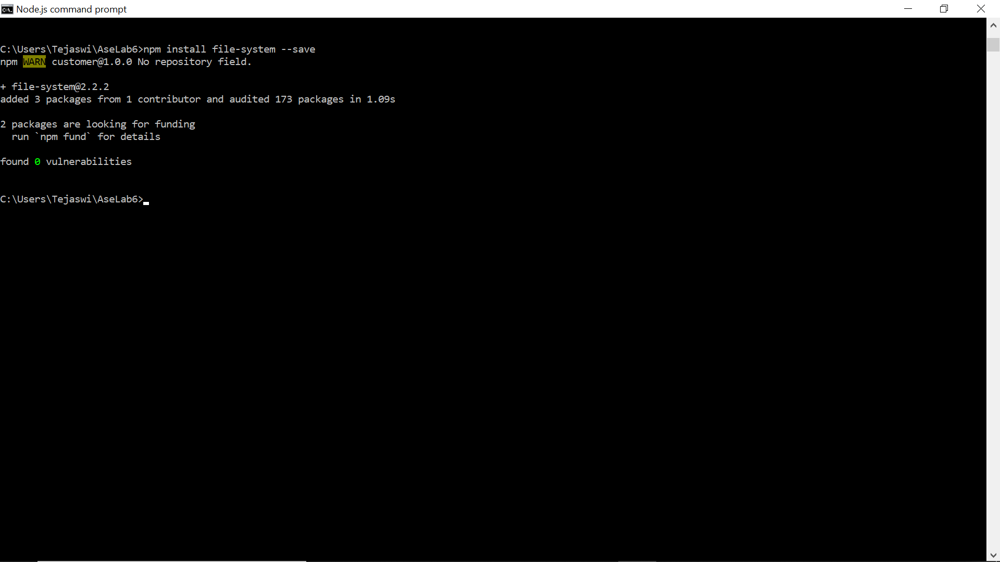 Node.js command prompt
C:\Users\Tejaswi\AseLab6>npm install file-system --save
npm WARN customer@1.0.0 No repository field.
+ file-system@2.2.2
added 3 packages from 1 contributor and audited 173 packages in 1.09s
2 packages are looking for funding
  run `npm fund` for details
found 0 vulnerabilities
C:\Users\Tejaswi\AseLab6>